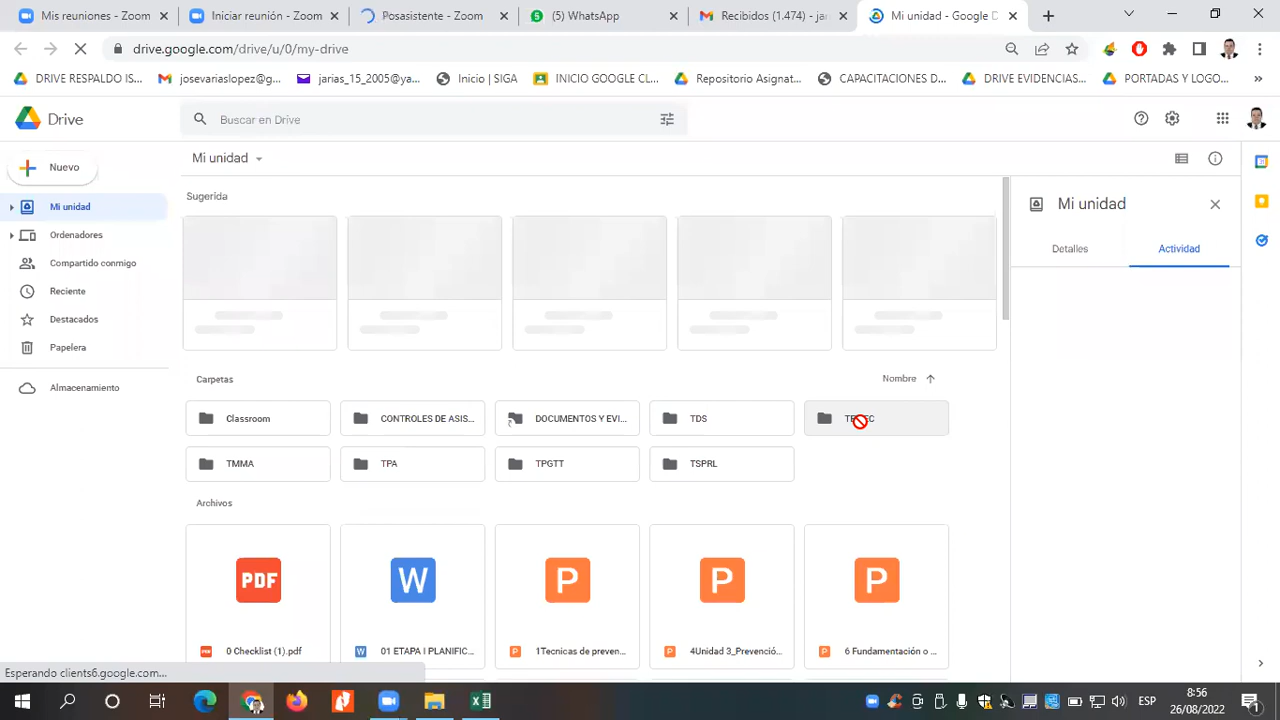 Mis reuniones - Zoom
Iniciar reunión - Zoom
Posasistente - Zoom
(5) WhatsApp
Recibidos (1.474) - jari
Mi unidad - Google D
drive.google.com/drive/u/0/my-drive
DRIVE RESPALDO IS...
josevariaslopez@g...
jarias_15_2005@ya...
Inicio | SIGA
INICIO GOOGLE CL...
Repositorio Asignat...
CAPACITACIONES D...
DRIVE EVIDENCIAS...
PORTADAS Y LOGO...
Drive
Buscar en Drive
Nuevo
Mi unidad
Mi unidad
Ordenadores
Compartido conmigo
Reciente
Destacados
Papelera
Almacenamiento
Sugerida
Mi unidad
Detalles
Actividad
Carpetas
Nombre
Classroom
CONTROLES DE ASIS...
DOCUMENTOS Y EVI...
TDS
TMMA
TPA
TPGTT
TSPRL
Archivos
PDF
W
P
P
P
0 Checklist (1).pdf
01 ETAPA I PLANIFIC...
1Tecnicas de preven...
4Unidad 3_Prevenció...
6 Fundamentación o ...
Esperando clients6.google.com...
ESP
8:56
26/08/2022